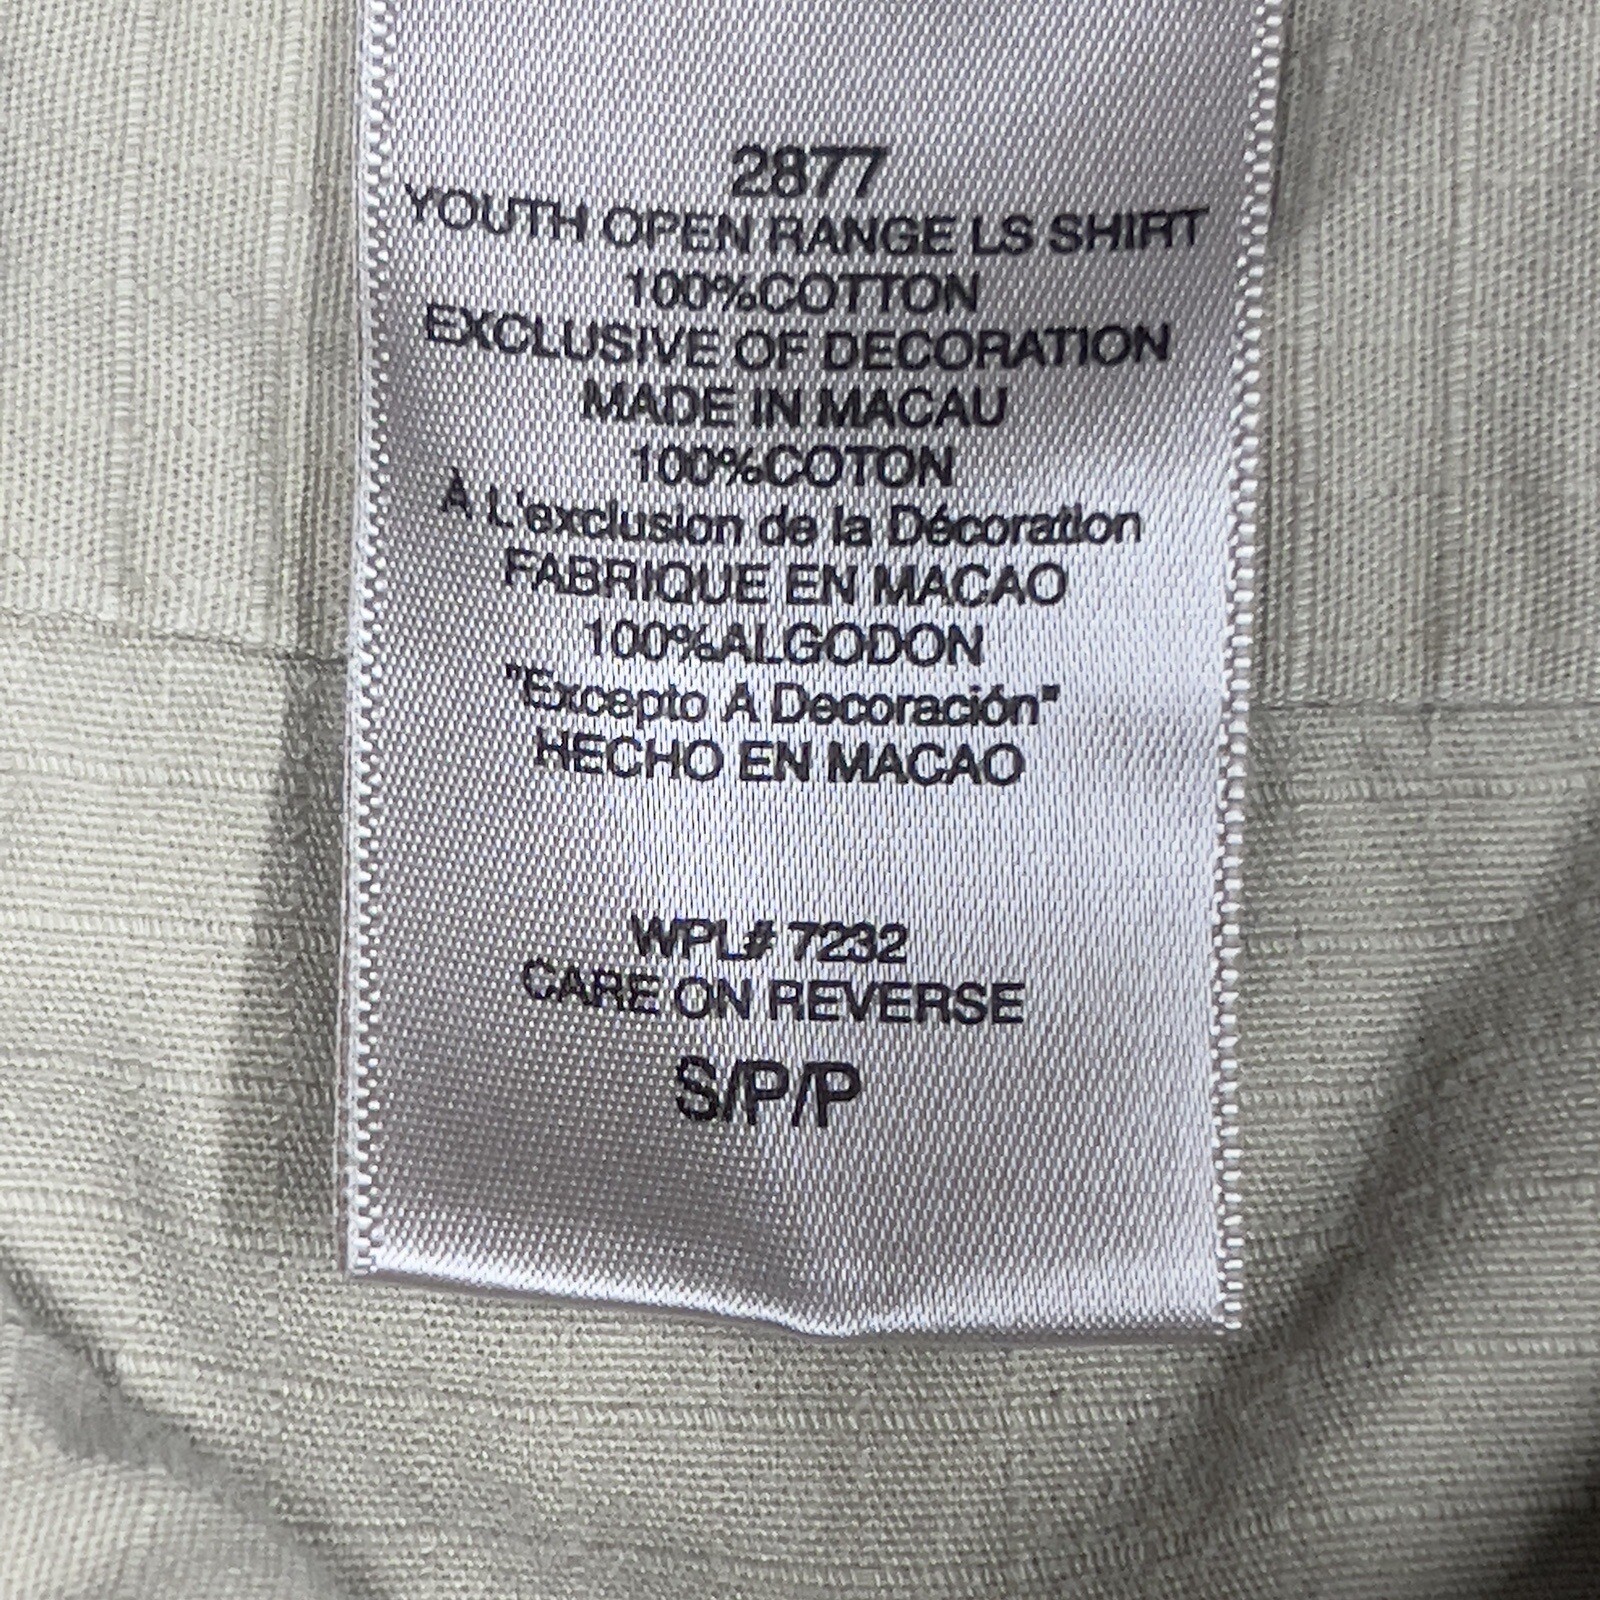 2877
YOUTH OPEN RANGE LS SHIRT
100%COTTON
EXCLUSIVE OF DECORATION
MADE IN MACAU
100%COTON
À L'exclusion de la Décoration
FABRIQUE EN MACAO
100%ALGODON
"Excepto A Decoración"
HECHO EN MACAO
WPL# 7232
CARE ON REVERSE
S/P/P